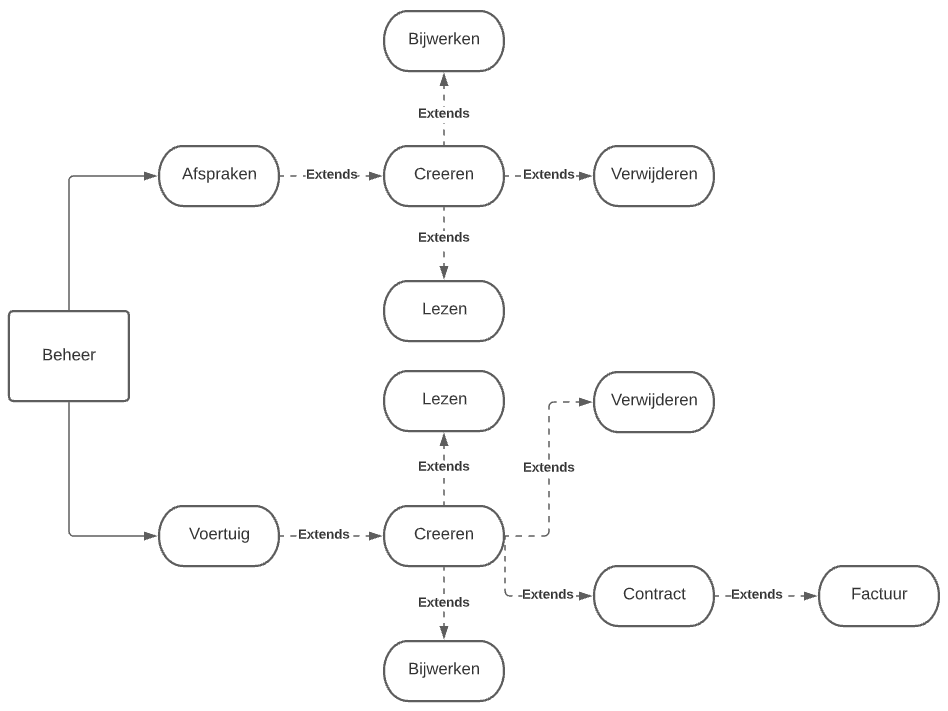 Bijwerken
Extends
Afspraken
Extends
Creeren
Extends
Verwijderen
Extends
Lezen
Beheer
Lezen
Verwijderen
Extends
Extends
Voertuig
Extends
Creeren
Extends
Contract
Extends
Factuur
Extends
Bijwerken